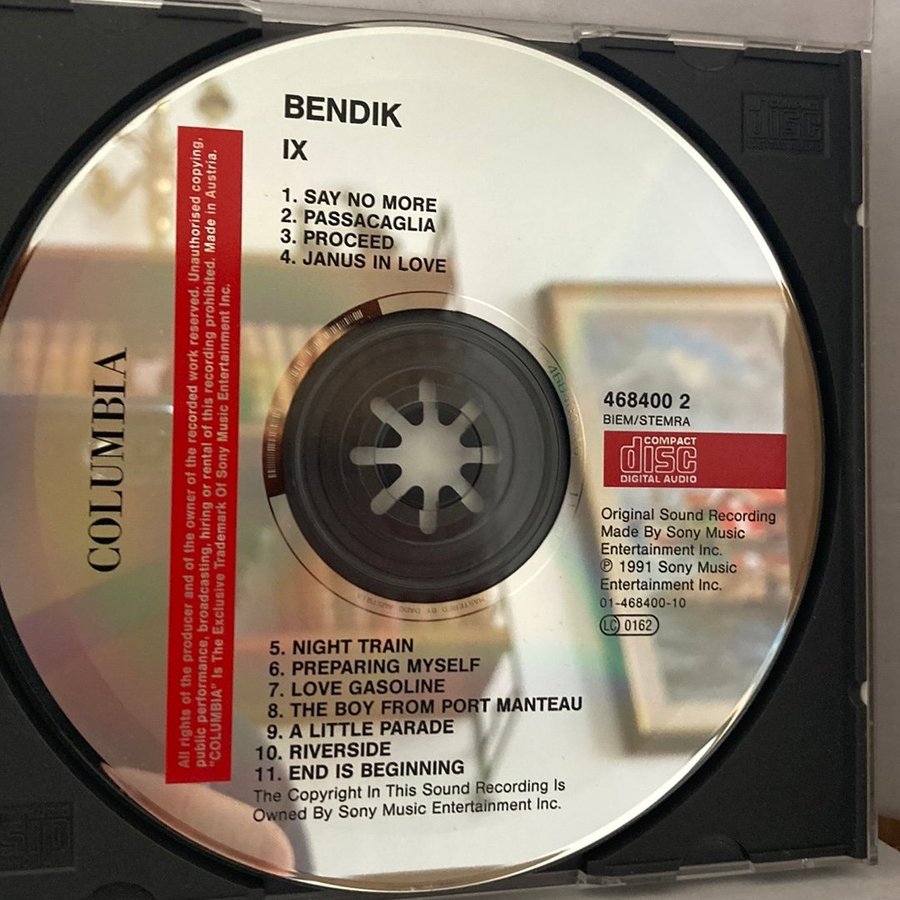 BENDIK
IX
1. SAY NO MORE
2. PASSACAGLIA
3. PROCEED
4. JANUS IN LOVE
COLUMBIA
All rights of the producer and of the owner of the recorded work reserved. Unauthorised copying,
public performance, broadcasting, hiring or rental of this recording prohibited. Made in Austria.
"COLUMBIA" Is The Exclusive Trademark Of Sony Music Entertainment Inc.
468400 2
BIEM/STEMRA
COMPACT
disc
DIGITAL AUDIO
Original Sound Recording
Made By Sony Music
Entertainment Inc.
℗ 1991 Sony Music
Entertainment Inc.
01-468400-10
LC 0162
MASTERED BY DADC AUSTRIA
5. NIGHT TRAIN
6. PREPARING MYSELF
7. LOVE GASOLINE
8. THE BOY FROM PORT MANTEAU
9. A LITTLE PARADE
10. RIVERSIDE
11. END IS BEGINNING
The Copyright In This Sound Recording Is
Owned By Sony Music Entertainment Inc.
COMPACT
disc